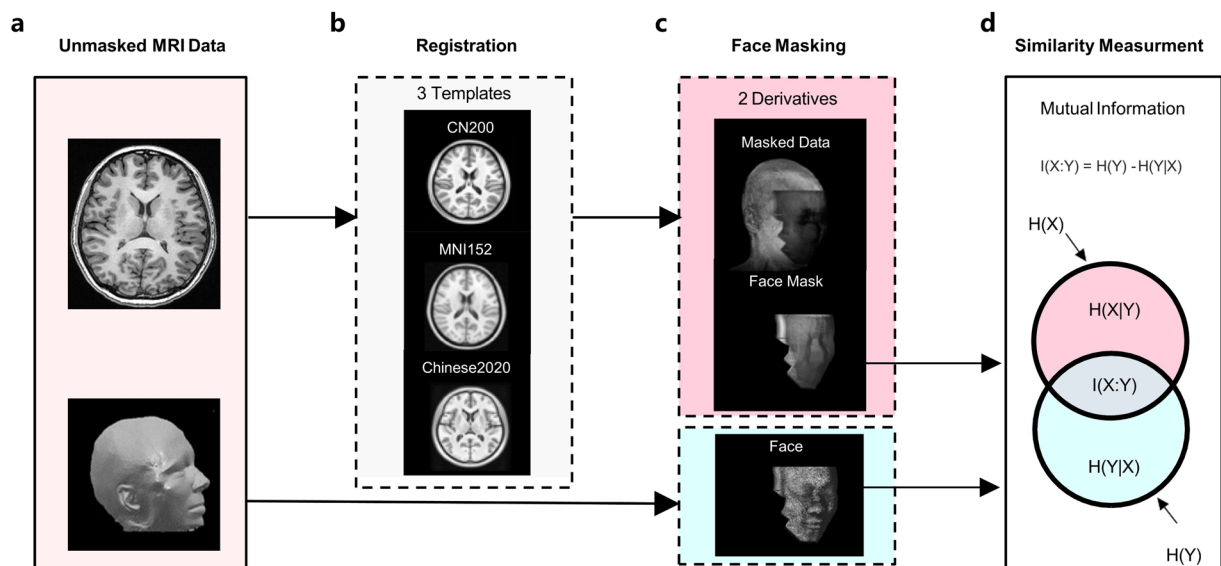 a
Unmasked MRI Data
b
Registration
3 Templates
CN200
MNI152
Chinese2020
c
Face Masking
2 Derivatives
Masked Data
Face Mask
Face
d
Similarity Measurment
Mutual Information
I(X:Y) = H(Y) -H(Y|X)
H(X)
H(X|Y)
I(X:Y)
H(Y|X)
H(Y)